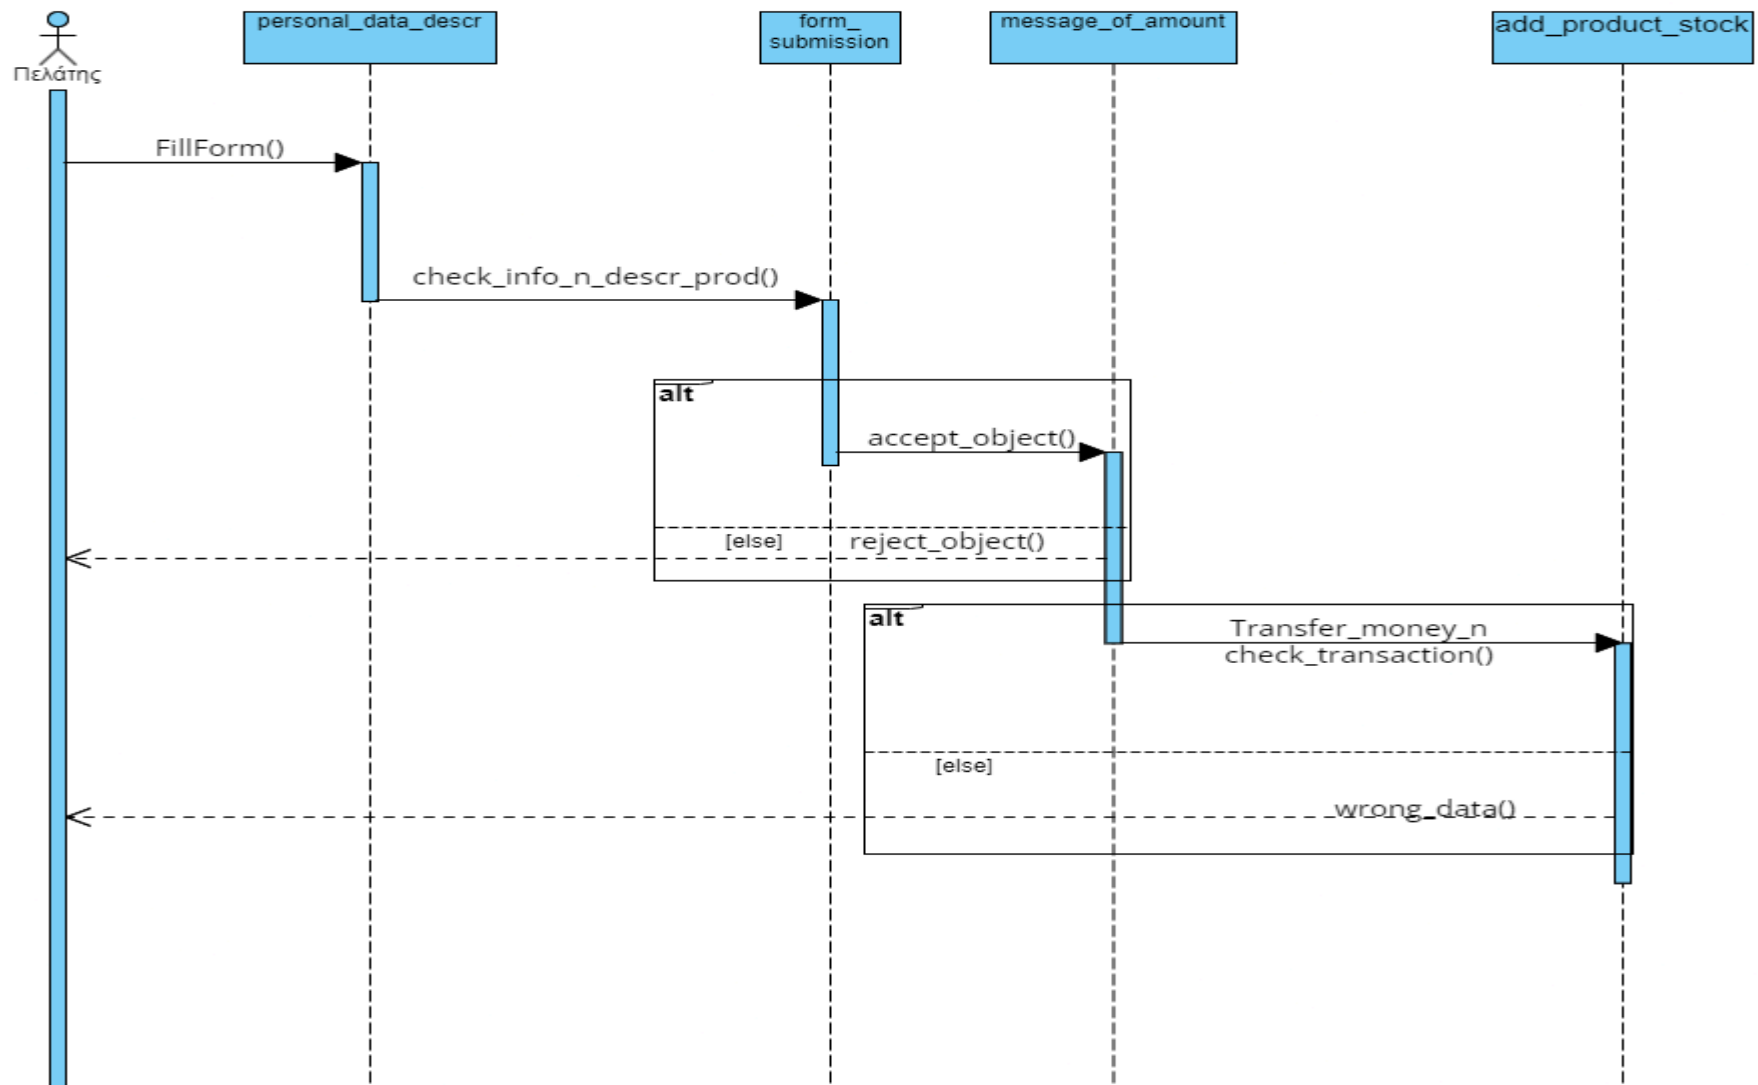 personal_data_descr
form_
submission
message_of_amount
add_product_stock
Πελάτης
FillForm()
check_info_n_descr_prod()
alt
accept_object()
[else]
reject_object()
alt
Transfer_money_n
check_transaction()
[else]
wrong_data()